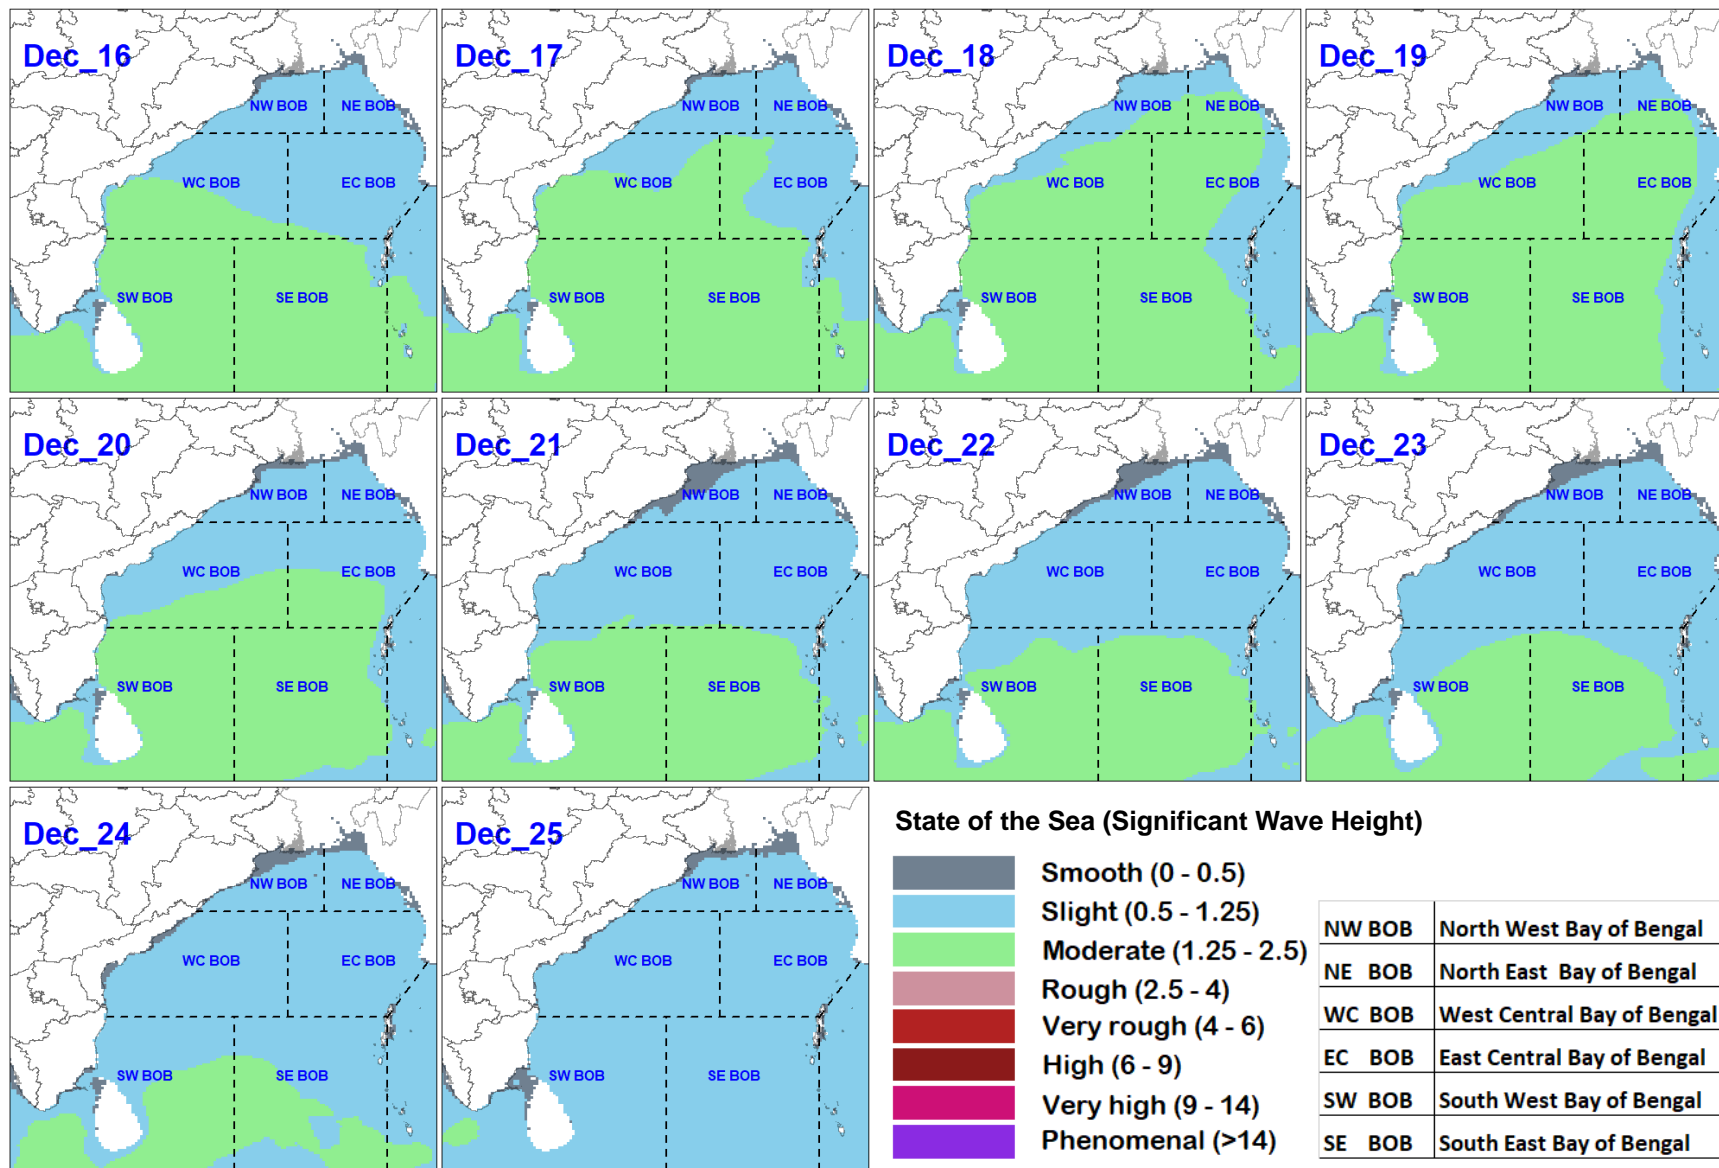 Dec_16
NW BOB
NE BOB
WC BOB
EC BOB
SW BOB
SE BOB
Dec_17
NW BOB
NE BOB
WC BOB
EC BOB
SW BOB
SE BOB
Dec_18
NW BOB
NE BOB
WC BOB
EC BOB
SW BOB
SE BOB
Dec_19
NW BOB
NE BOB
WC BOB
EC BOB
SW BOB
SE BOB
Dec_20
NW BOB
NE BOB
WC BOB
EC BOB
SW BOB
SE BOB
Dec_21
NW BOB
NE BOB
WC BOB
EC BOB
SW BOB
SE BOB
Dec_22
NW BOB
NE BOB
WC BOB
EC BOB
SW BOB
SE BOB
Dec_23
NW BOB
NE BOB
WC BOB
EC BOB
SW BOB
SE BOB
Dec_24
NW BOB
NE BOB
WC BOB
EC BOB
SW BOB
SE BOB
Dec_25
NW BOB
NE BOB
WC BOB
EC BOB
SW BOB
SE BOB
State of the Sea (Significant Wave Height)
Smooth (0 - 0.5)
Slight (0.5 - 1.25)
Moderate (1.25 - 2.5)
Rough (2.5 - 4)
Very rough (4 - 6)
High (6 - 9)
Very high (9 - 14)
Phenomenal (>14)
NW BOB North West Bay of Bengal
NE BOB North East Bay of Bengal
WC BOB West Central Bay of Bengal
EC BOB East Central Bay of Bengal
SW BOB South West Bay of Bengal
SE BOB South East Bay of Bengal